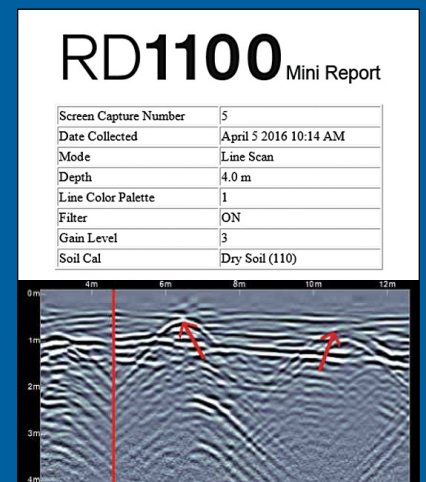 RD1100 Mini Report
Screen Capture Number 5
Date Collected April 5 2016 10:14 AM
Mode Line Scan
Depth 4.0 m
Line Color Palette 1
Filter ON
Gain Level 3
Soil Cal Dry Soil (110)
4m 6m 8m 10m 12m
0m
1m
2m
3m
4m